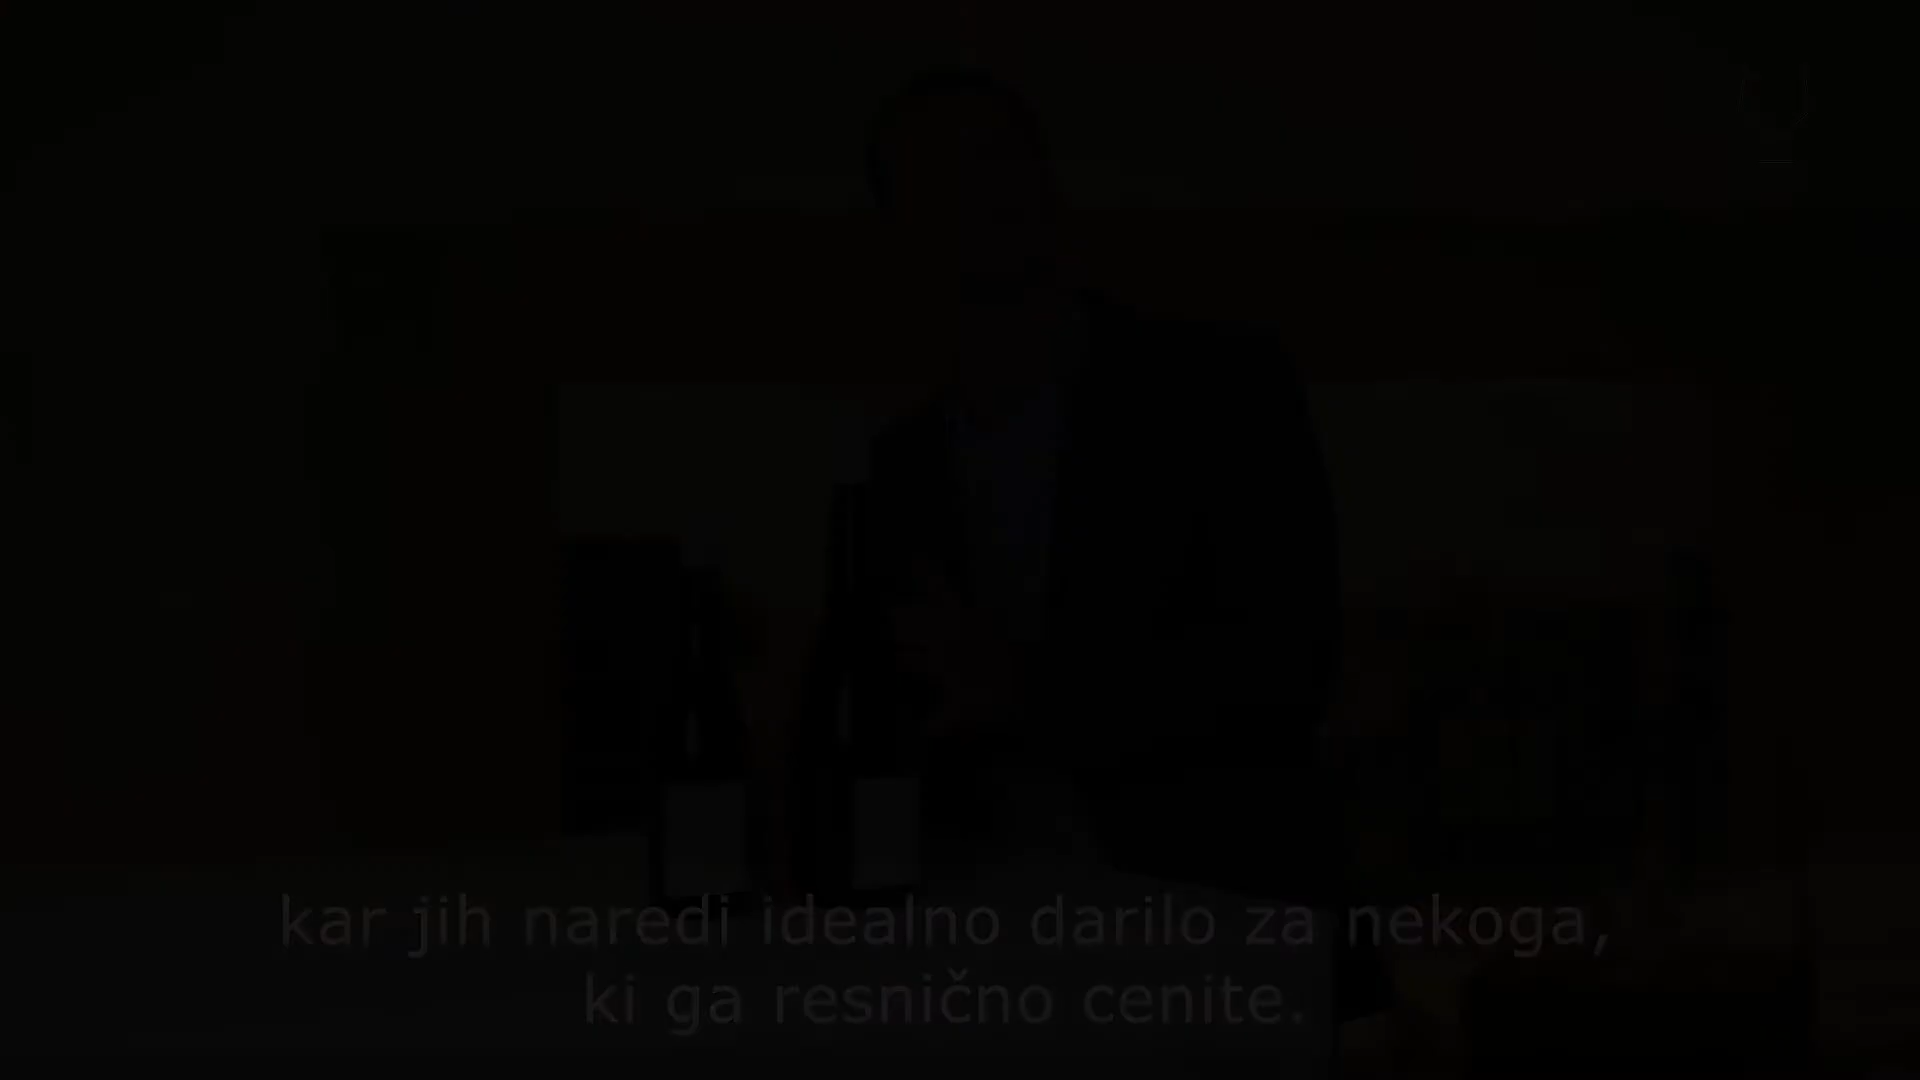 kar jih naredi idealno darilo za nekoga,
ki ga resnično cenite.